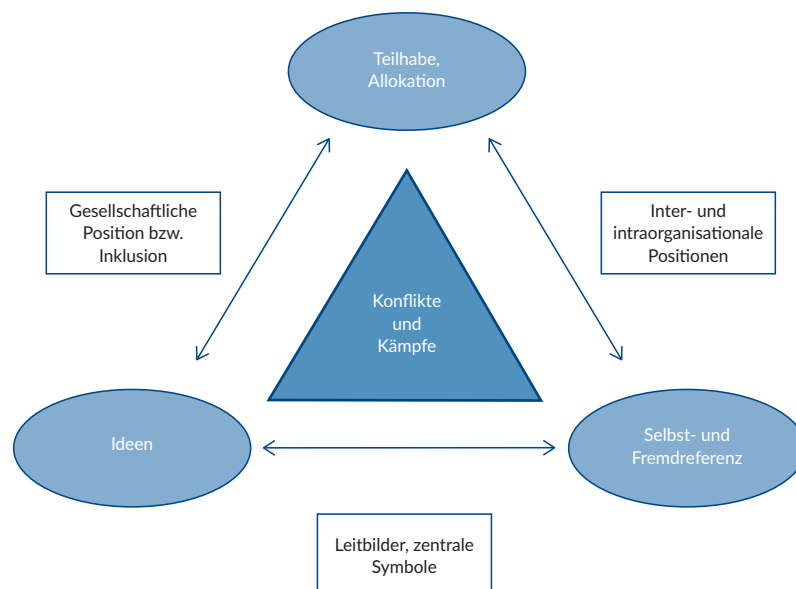 Teilhabe,
Allokation
Gesellschaftliche
Position bzw.
Inklusion
Inter- und
intraorganisationale
Positionen
Konflikte
und
Kämpfe
Ideen
Selbst- und
Fremdreferenz
Leitbilder, zentrale
Symbole